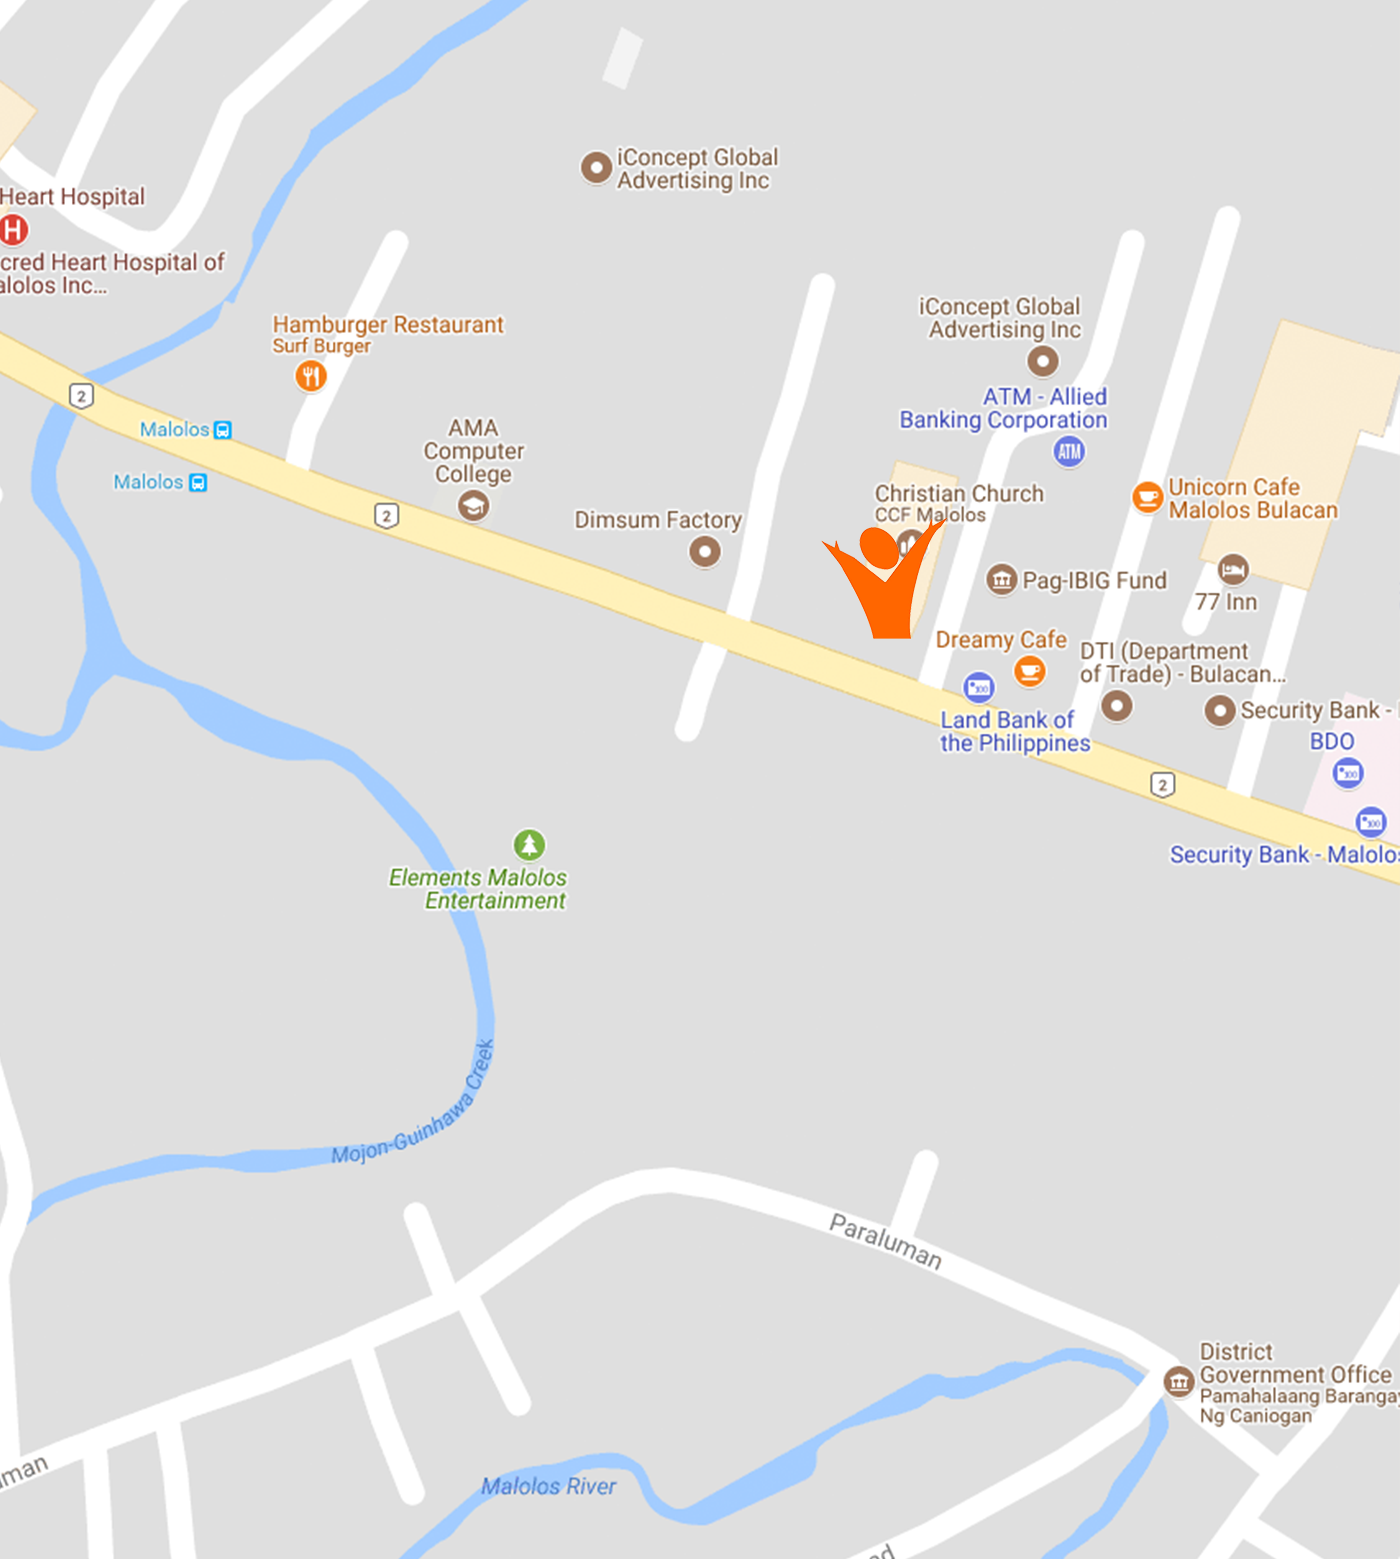 iConcept Global
Advertising Inc
Heart Hospital
H
cred Heart Hospital of
alolos Inc...
Hamburger Restaurant
Surf Burger
iConcept Global
Advertising Inc
2
ATM - Allied
Banking Corporation
ATM
Malolos
AMA
Computer
College
Malolos
2
Dimsum Factory
Christian Church
CCF Malolos
Unicorn Cafe
Malolos Bulacan
Pag-IBIG Fund
77 Inn
Dreamy Cafe
DTI (Department
of Trade) - Bulacan...
Land Bank of
the Philippines
Security Bank -
BDO
2
Security Bank - Malolos
Elements Malolos
Entertainment
Mojon-Guinhawa Creek
Paraluman
District
Government Office
Pamahalaang Barangay
Ng Caniogan
uman
Malolos River
ad